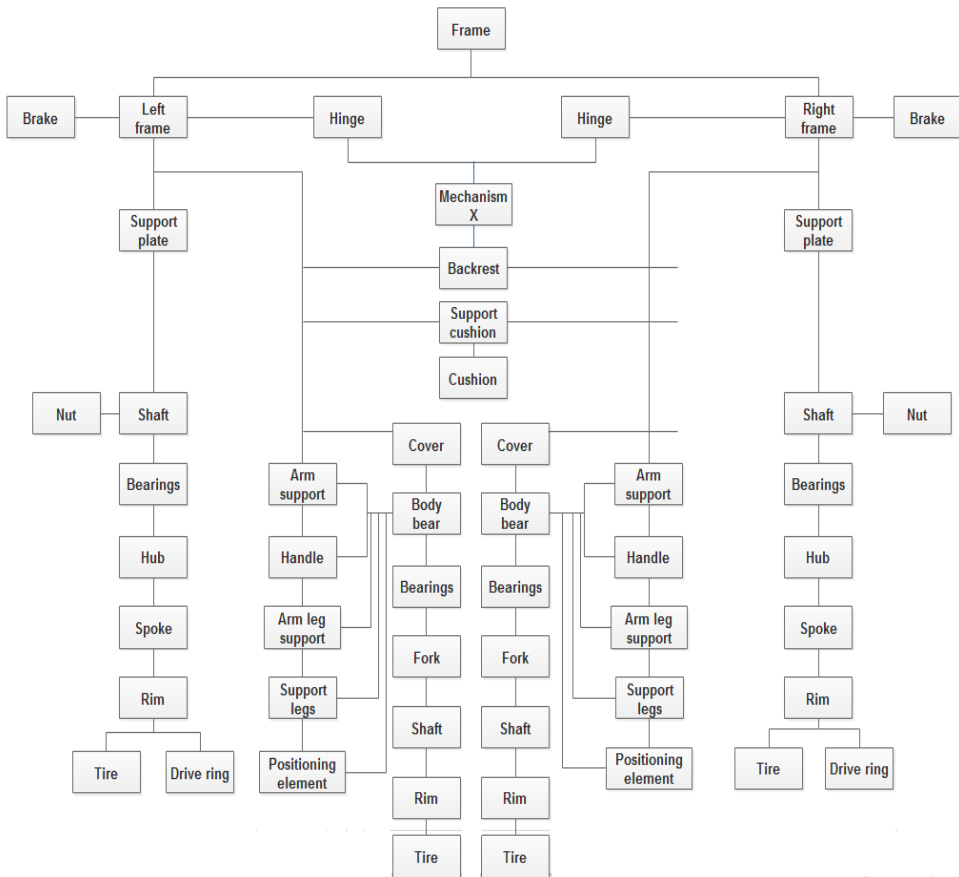 Frame
Brake
Left
frame
Hinge
Hinge
Right
frame
Brake
Mechanism
X
Support
plate
Support
plate
Backrest
Support
cushion
Cushion
Nut
Shaft
Shaft
Nut
Cover
Cover
Bearings
Arm
support
Arm
support
Bearings
Body
bear
Body
bear
Hub
Handle
Handle
Hub
Bearings
Bearings
Spoke
Arm leg
support
Arm leg
support
Spoke
Fork
Fork
Rim
Support
legs
Support
legs
Rim
Shaft
Shaft
Tire
Drive ring
Positioning
element
Positioning
element
Tire
Drive ring
Rim
Rim
Tire
Tire